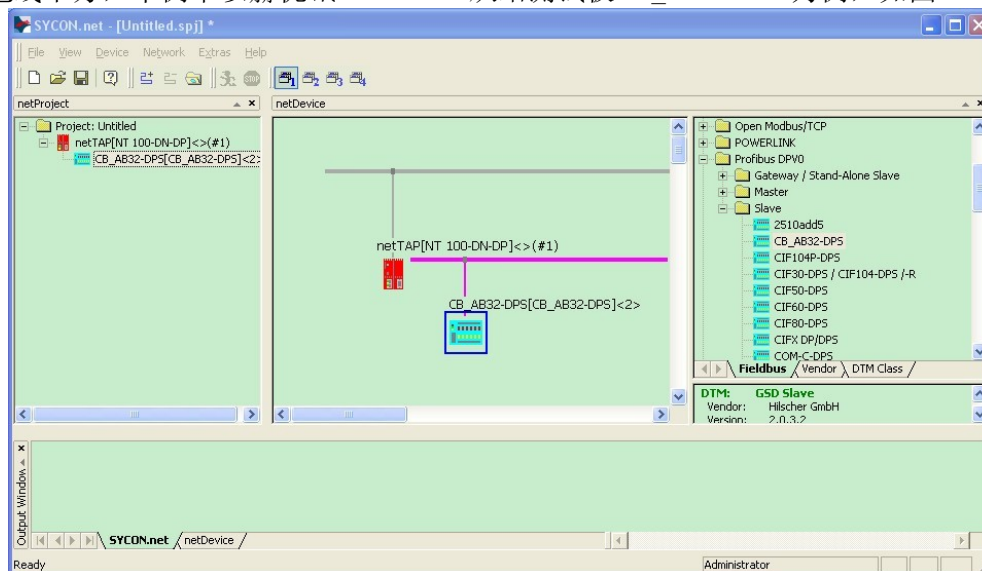 SYCON.net - [Untitled.spj] *
File View Device Network Extras Help
netProject
netDevice
Project: Untitled
netTAP[NT 100-DN-DP]<>(#1)
CB_AB32-DPS[CB_AB32-DPS]<2>
netTAP[NT 100-DN-DP]<>(#1)
CB_AB32-DPS[CB_AB32-DPS]<2>
Open Modbus/TCP
POWERLINK
Profibus DPV0
Gateway / Stand-Alone Slave
Master
Slave
2510add5
CB_AB32-DPS
CIF104P-DPS
CIF30-DPS / CIF104-DPS /-R
CIF50-DPS
CIF60-DPS
CIF80-DPS
CIFX DP/DPS
COM-C-DPS
Fieldbus Vendor DTM Class
DTM: GSD Slave
Vendor: Hilscher GmbH
Version: 2.0.3.2
Output Window
SYCON.net netDevice
Ready
Administrator